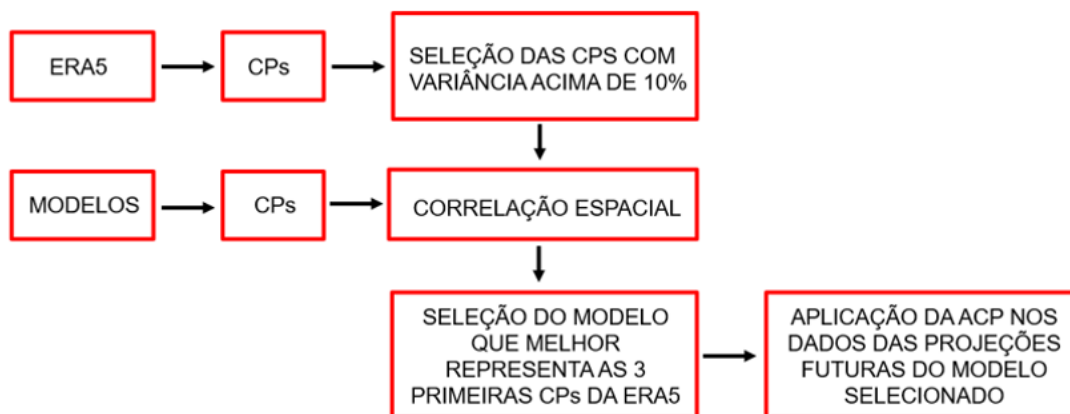 ERA5
CPs
SELEÇÃO DAS CPS COM
VARIÂNCIA ACIMA DE 10%
MODELOS
CPs
CORRELAÇÃO ESPACIAL
SELEÇÃO DO MODELO
QUE MELHOR
REPRESENTA AS 3
PRIMEIRAS CPs DA ERA5
APLICAÇÃO DA ACP NOS
DADOS DAS PROJEÇÕES
FUTURAS DO MODELO
SELECIONADO